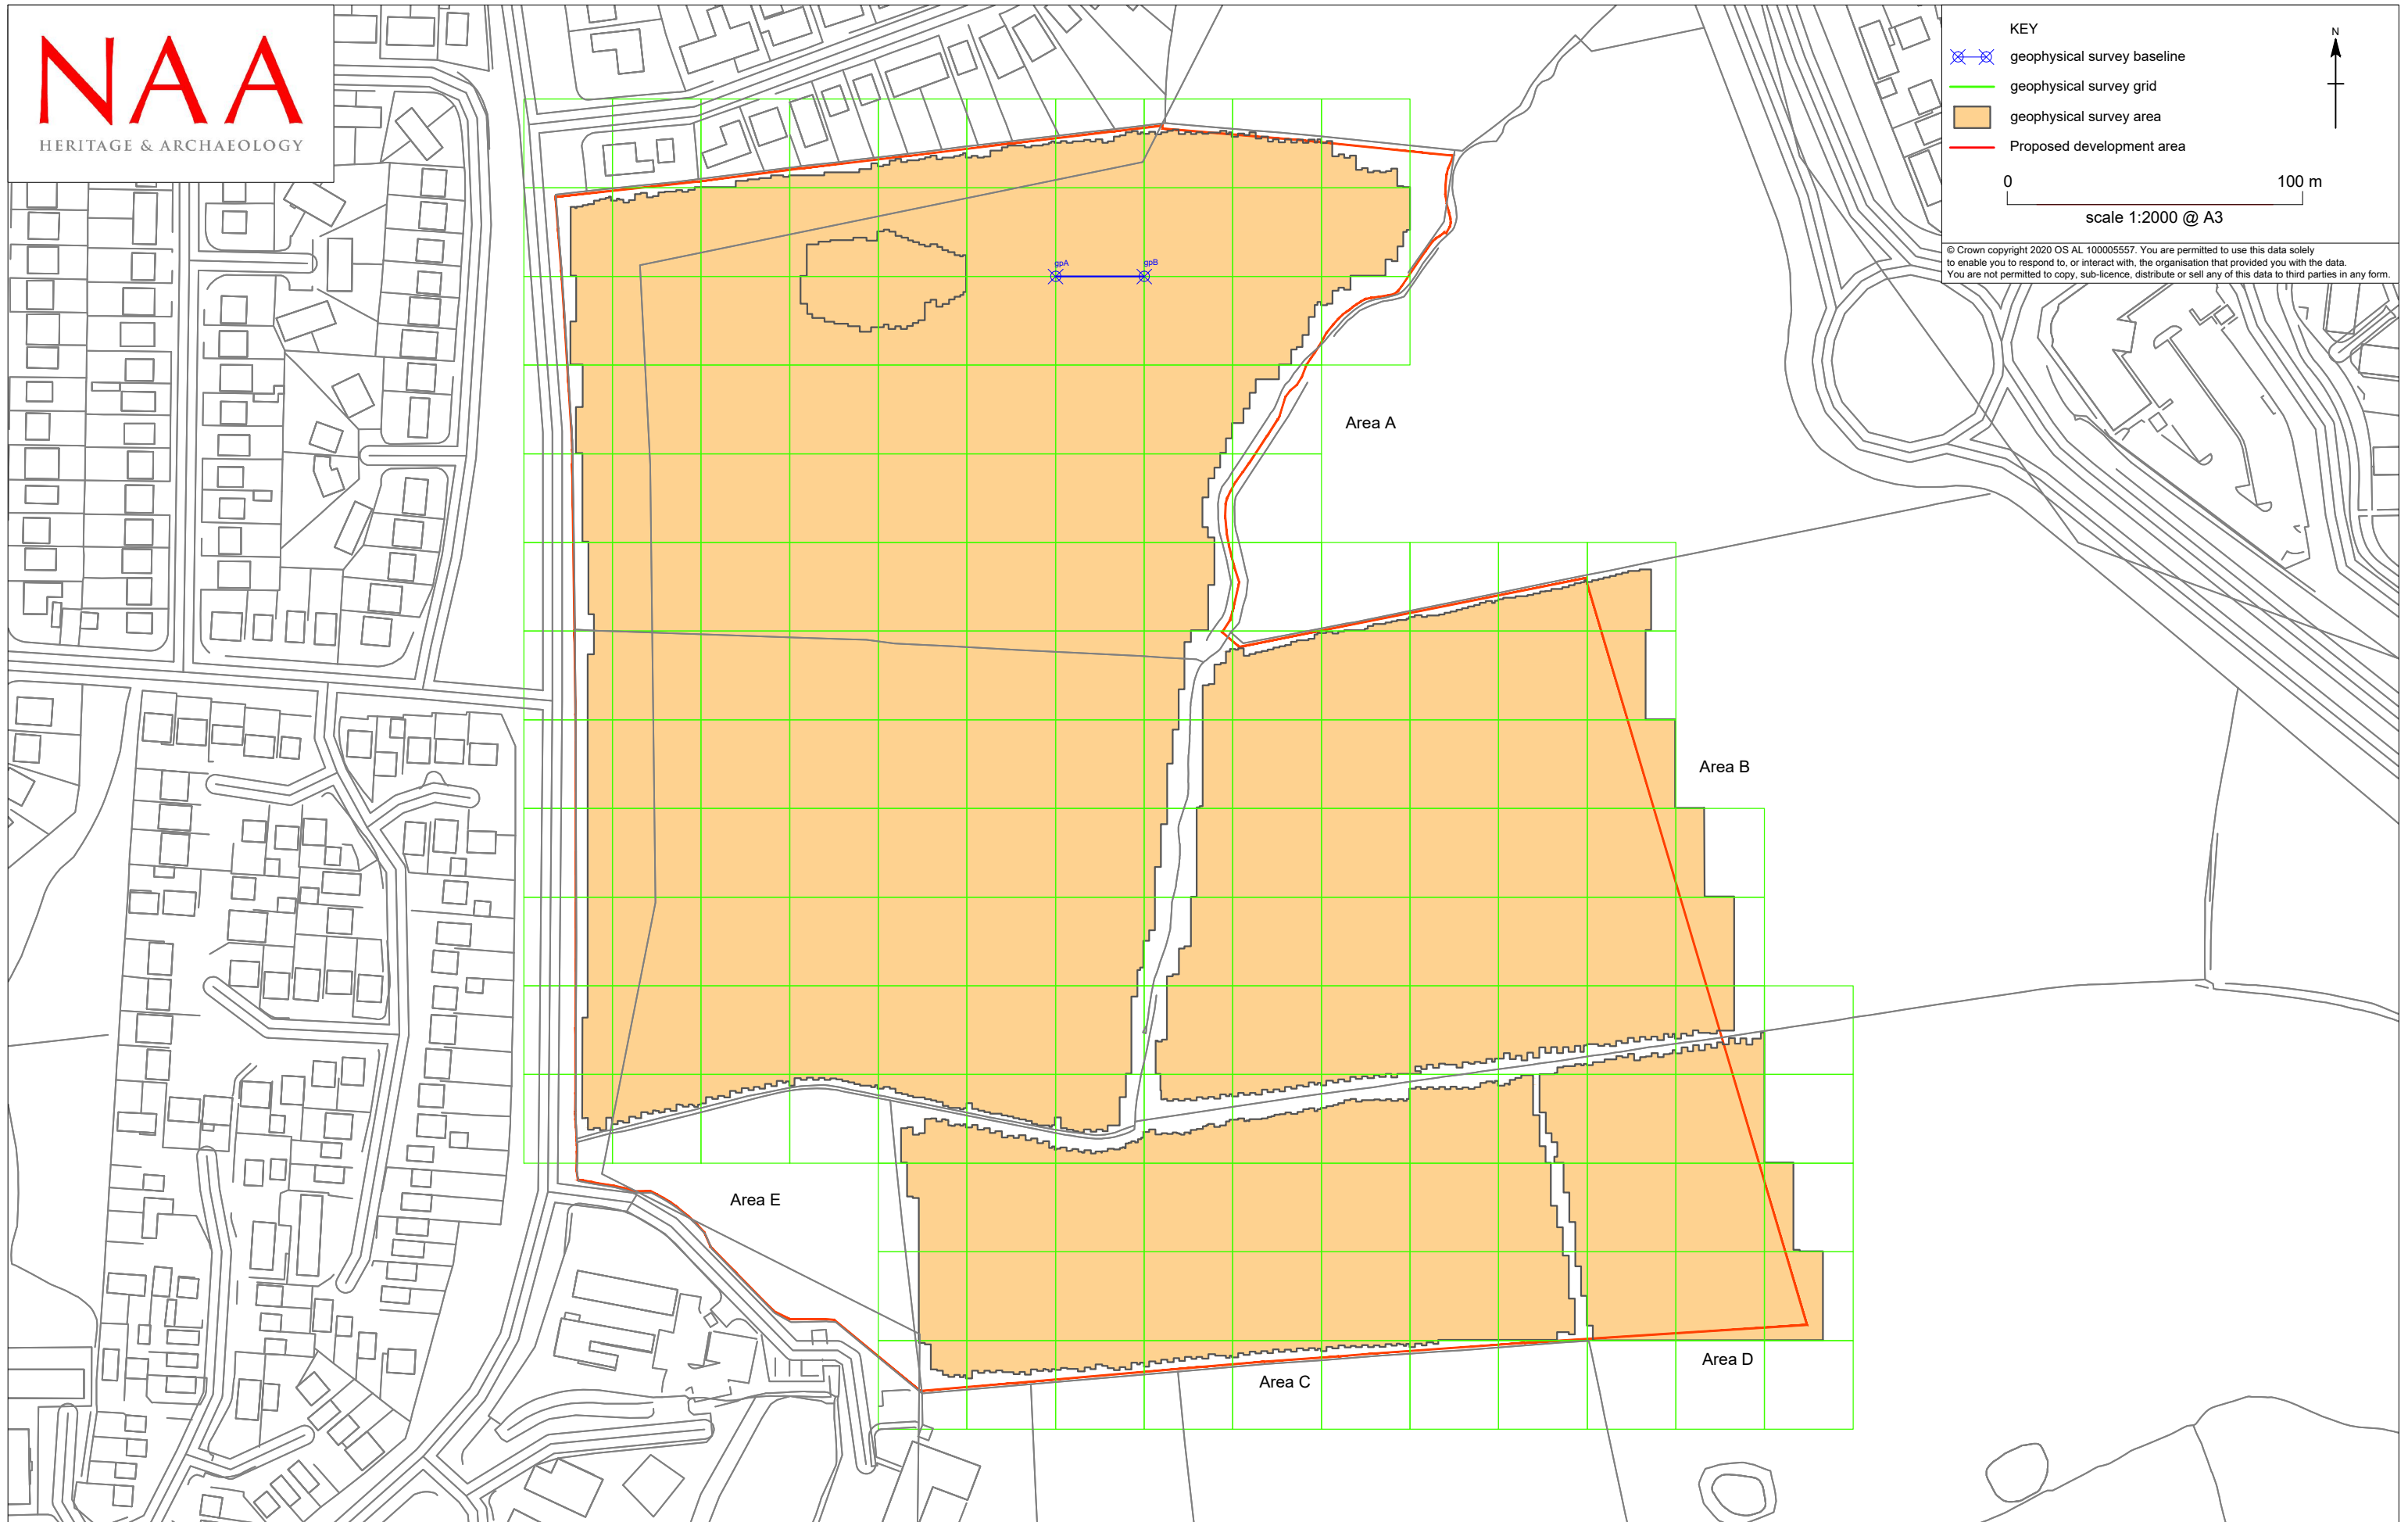 NAA
HERITAGE & ARCHAEOLOGY
KEY
geophysical survey baseline
geophysical survey grid
geophysical survey area
Proposed development area
N
0 100 m
scale 1:2000 @ A3
© Crown copyright 2020 OS AL 100005557. You are permitted to use this data solely
to enable you to respond to, or interact with, the organisation that provided you with the data.
You are not permitted to copy, sub-licence, distribute or sell any of this data to third parties in any form.
gpA gpB
Area A
Area B
Area E
Area D
Area C